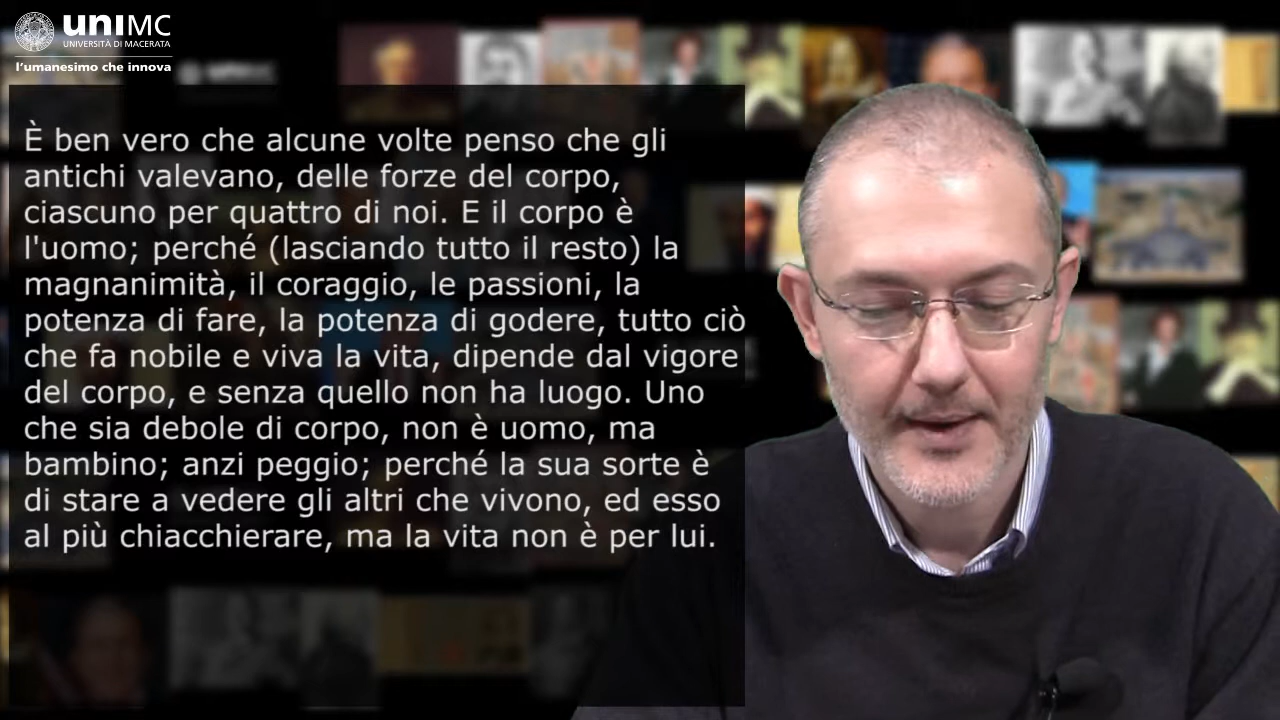 uniMC
UNIVERSITÀ DI MACERATA
l'umanesimo che innova
È ben vero che alcune volte penso che gli
antichi valevano, delle forze del corpo,
ciascuno per quattro di noi. E il corpo è
l'uomo; perché (lasciando tutto il resto) la
magnanimità, il coraggio, le passioni, la
potenza di fare, la potenza di godere, tutto ciò
che fa nobile e viva la vita, dipende dal vigore
del corpo, e senza quello non ha luogo. Uno
che sia debole di corpo, non è uomo, ma
bambino; anzi peggio; perché la sua sorte è
di stare a vedere gli altri che vivono, ed esso
al più chiacchierare, ma la vita non è per lui.